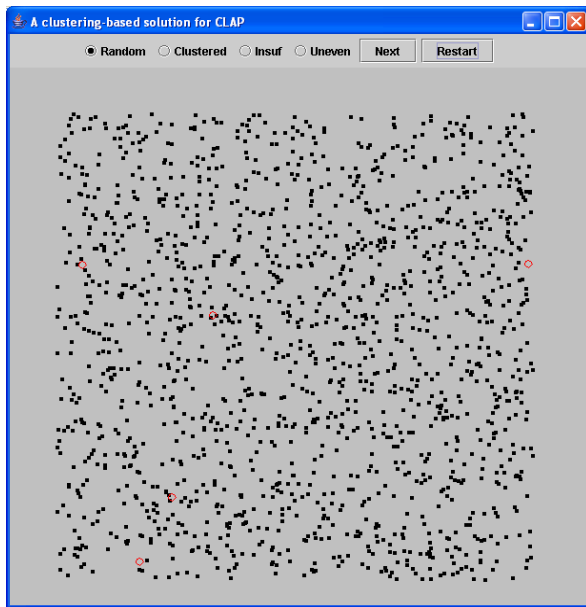 A clustering-based solution for CLAP
Random Clustered Insuf Uneven Next Restart